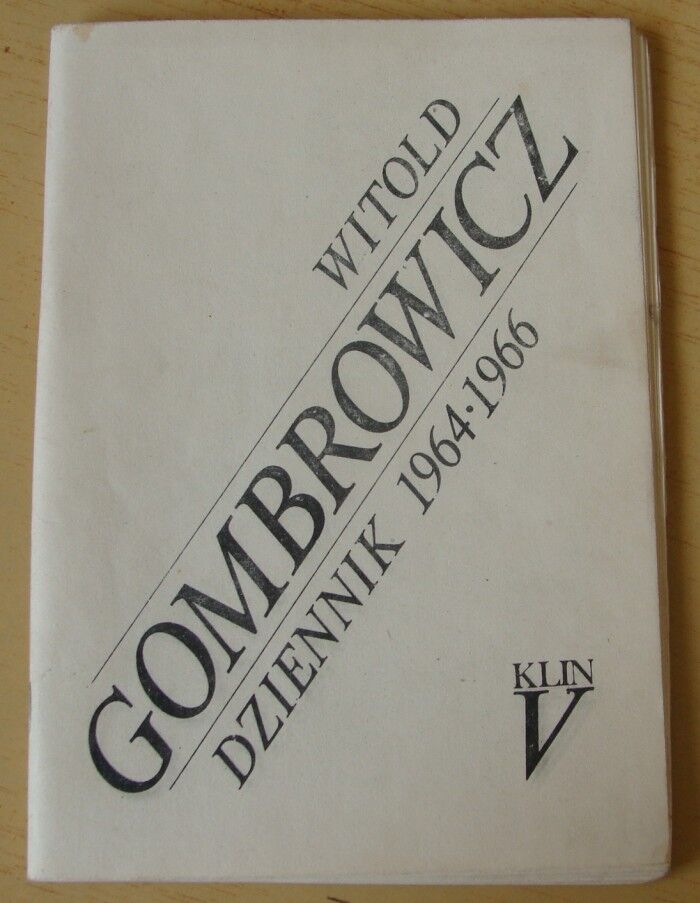 WITOLD
GOMBROWICZ
DZIENNIK 1964·1966
KLIN
V